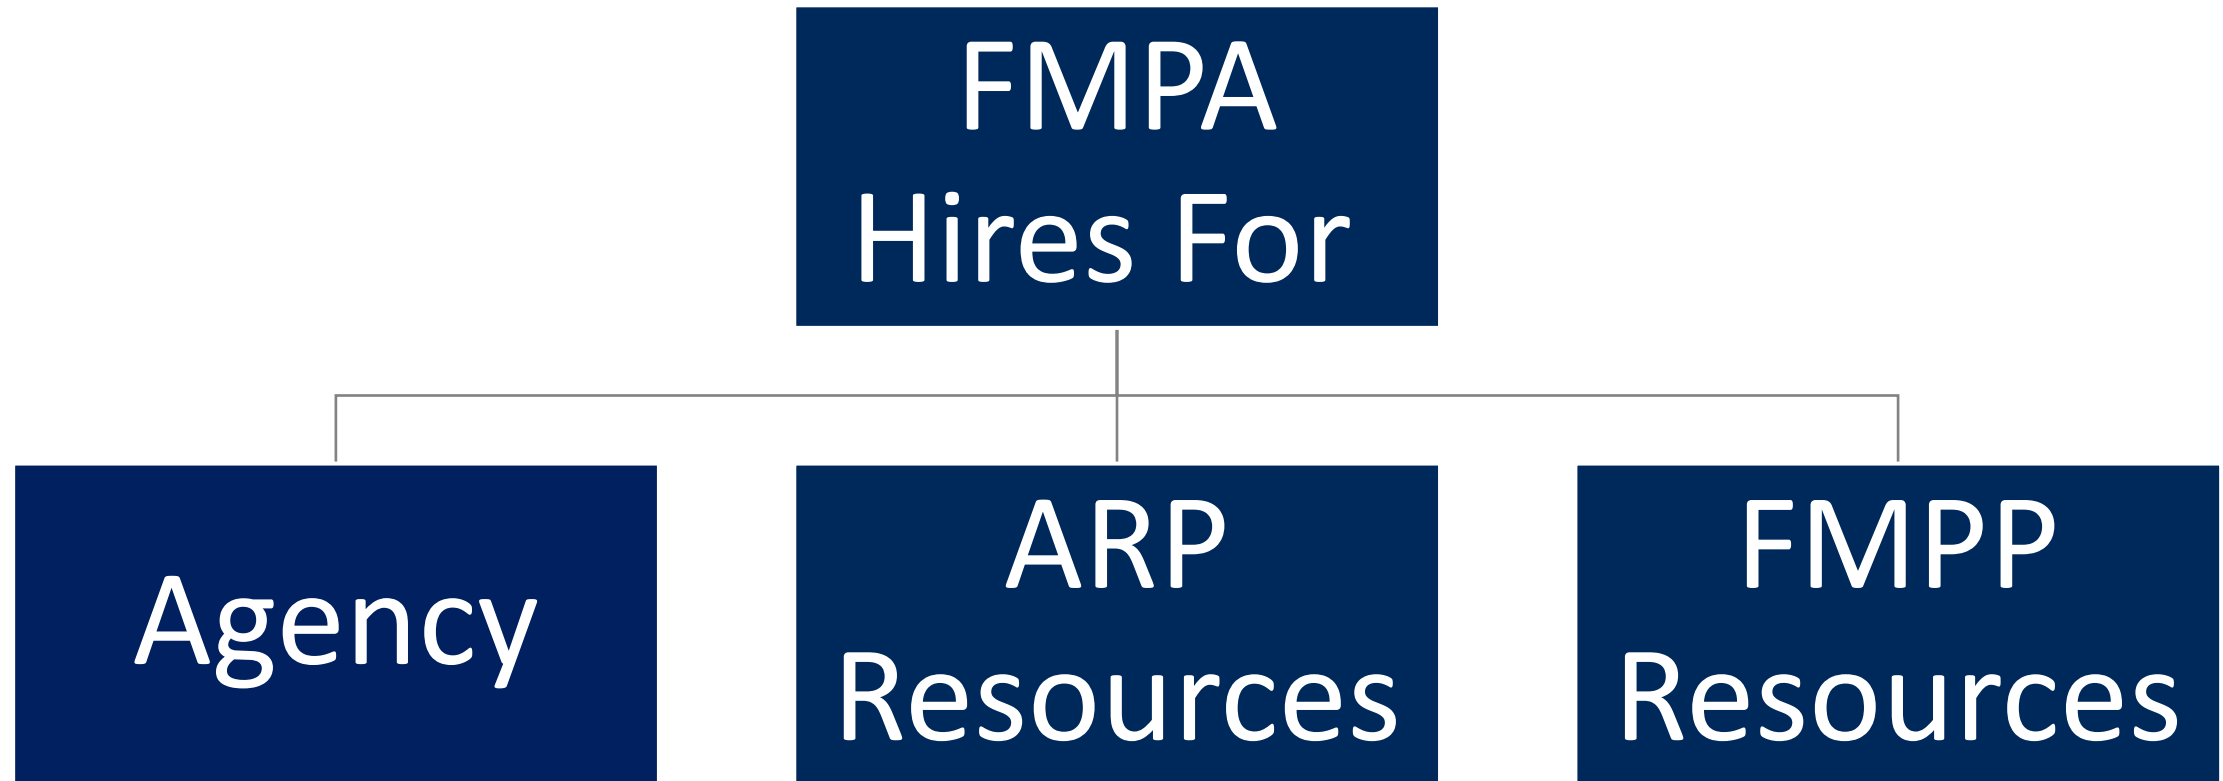 FMPA
Hires For
Agency
ARP
Resources
FMPP
Resources